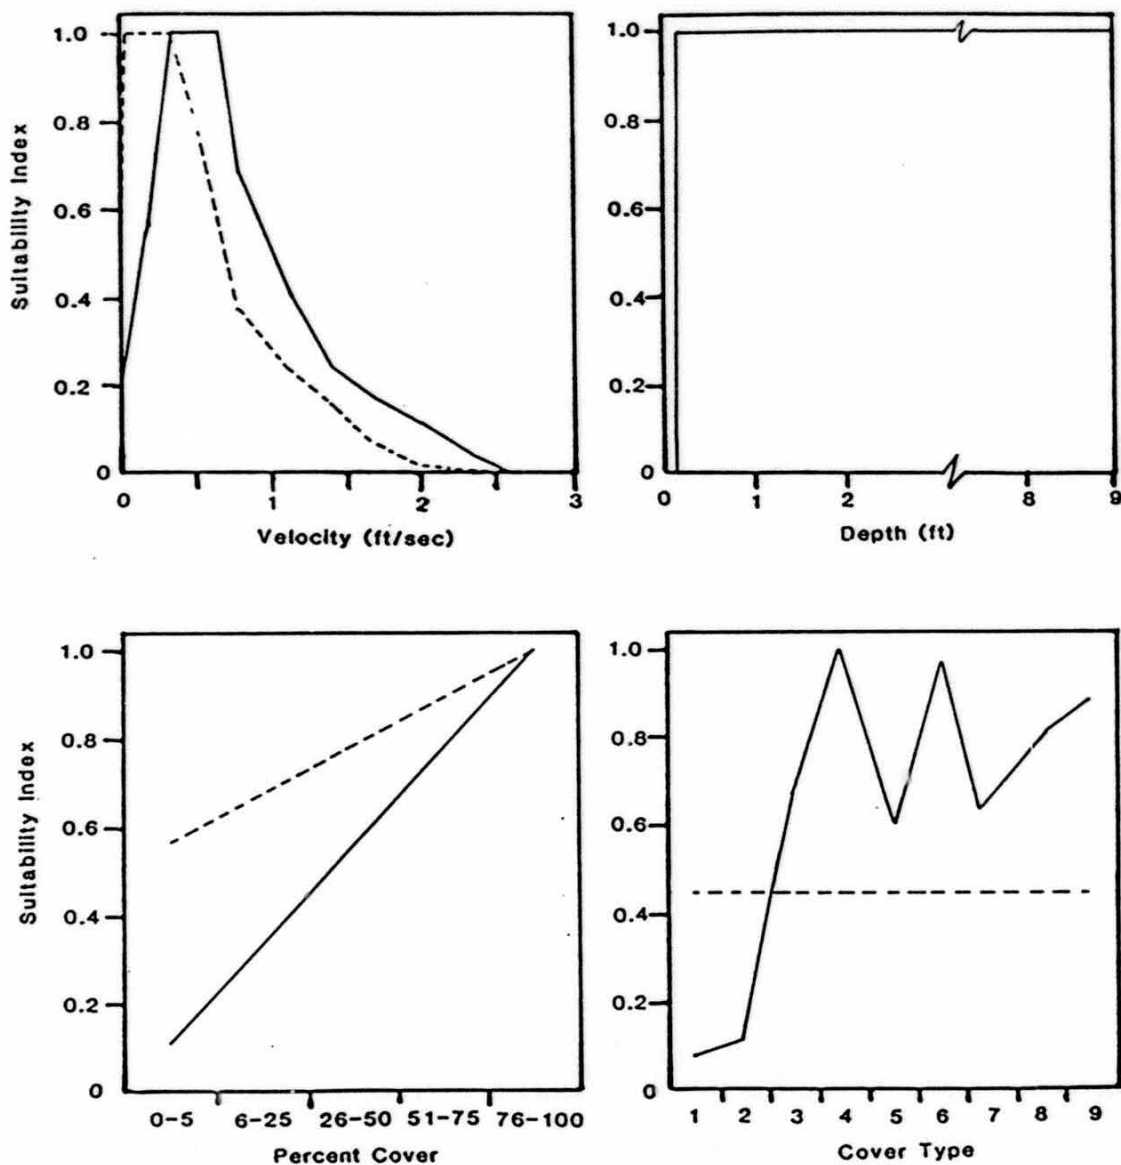 Suitability Index
1.0
0.8
0.6
0.4
0.2
0
0 1 2 3
Velocity (ft/sec)
1.0
0.8
0.6
0.4
0.2
0
0 1 2 8 9
Depth (ft)
Suitability Index
1.0
0.8
0.6
0.4
0.2
0
0-5 6-25 26-50 51-75 76-100
Percent Cover
1.0
0.8
0.6
0.4
0.2
0
1 2 3 4 5 6 7 8 9
Cover Type